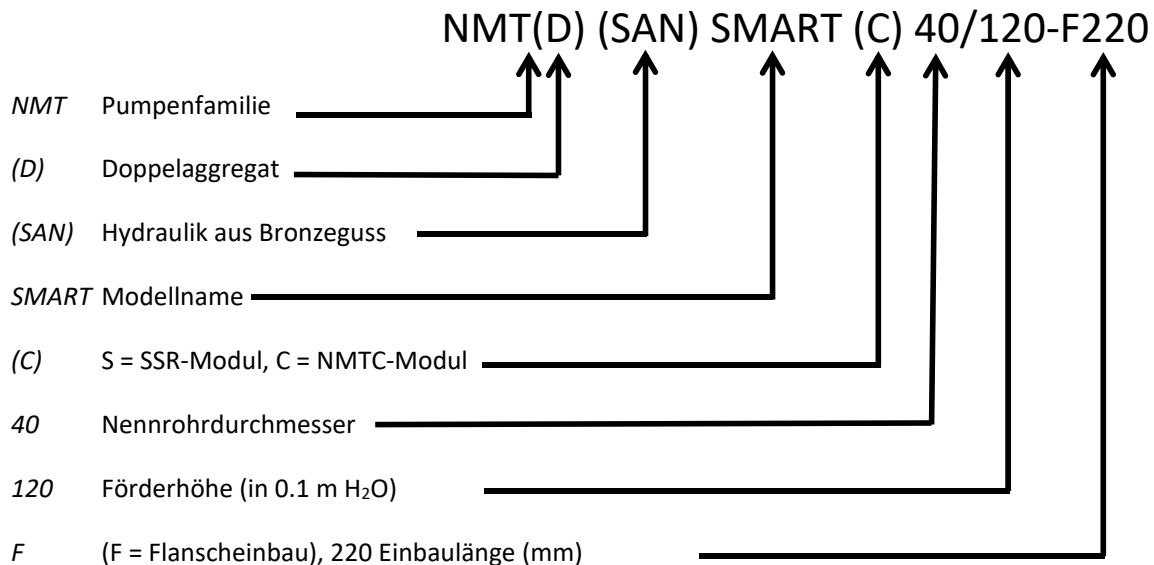 NMT(D) (SAN) SMART (C) 40/120-F220
NMT Pumpenfamilie
(D) Doppelaggregat
(SAN) Hydraulik aus Bronzeguss
SMART Modellname
(C) S = SSR-Modul, C = NMTC-Modul
40 Nennrohrdurchmesser
120 Förderhöhe (in 0.1 m H₂O)
F (F = Flanscheinbau), 220 Einbaulänge (mm)